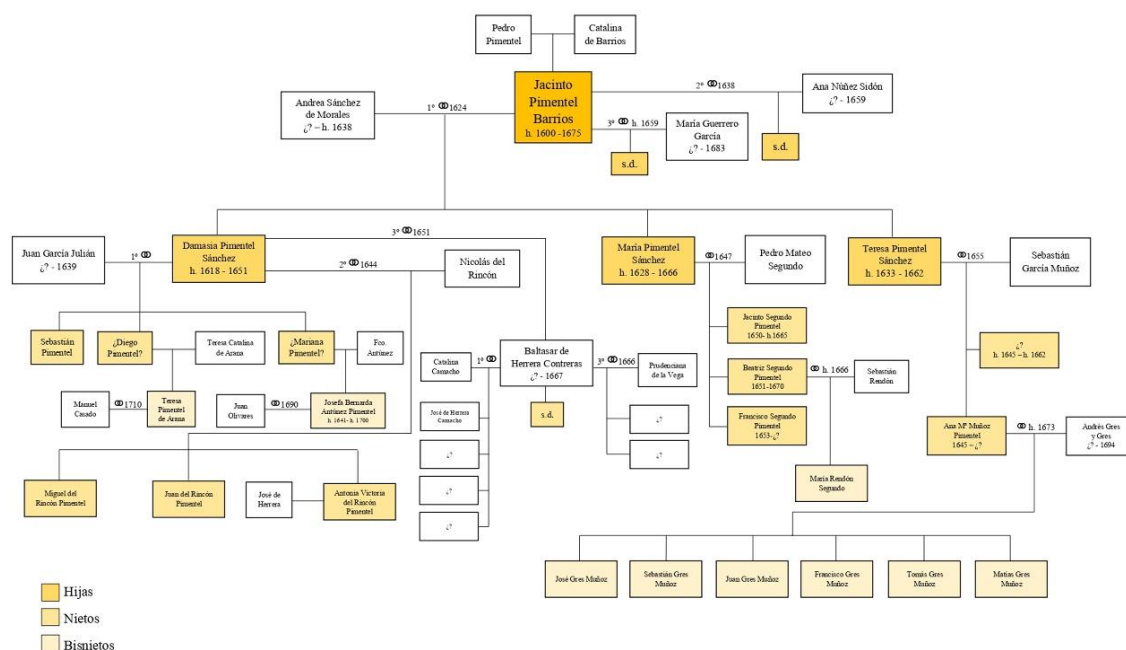 Pedro
Pimentel
Catalina
de Barrios
Jacinto
Pimentel
Barrios
h. 1600 -1675
Andrea Sánchez
de Morales
¿? – h. 1638
1º ⚭ 1624
2º ⚭ 1638
Ana Núñez Sidón
¿? - 1659
3º ⚭ h. 1659
María Guerrero
García
¿? - 1683
s.d.
s.d.
Juan García Julián
¿? - 1639
1º ⚭
Damasia Pimentel
Sánchez
h. 1618 - 1651
3º ⚭ 1651
2º ⚭ 1644
Nicolás del
Rincón
María Pimentel
Sánchez
h. 1628 - 1666
⚭ 1647
Pedro Mateo
Segundo
Teresa Pimentel
Sánchez
h. 1633 - 1662
⚭ 1655
Sebastián
García Muñoz
Sebastián
Pimentel
¿Diego
Pimentel?
Teresa Catalina
de Arana
¿Mariana
Pimentel?
Fco.
Antúnez
Manuel
Casado
⚭ 1710
Teresa
Pimentel
de Arana
Juan
Olivares
⚭ 1690
Josefa Bernarda
Antúnez Pimentel
h. 1641- h. 1700
Catalina
Camacho
1º ⚭
Baltasar de
Herrera Contreras
¿? - 1667
3º ⚭ 1666
Prudenciana
de la Vega
José de Herrera
Camacho
¿?
¿?
¿?
s.d.
¿?
¿?
Jacinto Segundo
Pimentel
1650- h.1665
Beatriz Segundo
Pimentel
1651-1670
⚭ h. 1666
Sebastián
Rendón
Francisco Segundo
Pimentel
1653-¿?
María Rendón
Segundo
¿?
h. 1645 – h. 1662
Ana Mª Muñoz
Pimentel
1645 – ¿?
⚭ h. 1673
Andrés Gres
y Gres
¿? - 1694
Miguel del
Rincón Pimentel
Juan del Rincón
Pimentel
José de
Herrera
Antonia Victoria
del Rincón
Pimentel
José Gres Muñoz
Sebastián Gres
Muñoz
Juan Gres Muñoz
Francisco Gres
Muñoz
Tomás Gres
Muñoz
Matías Gres
Muñoz
Hijas
Nietos
Bisnietos